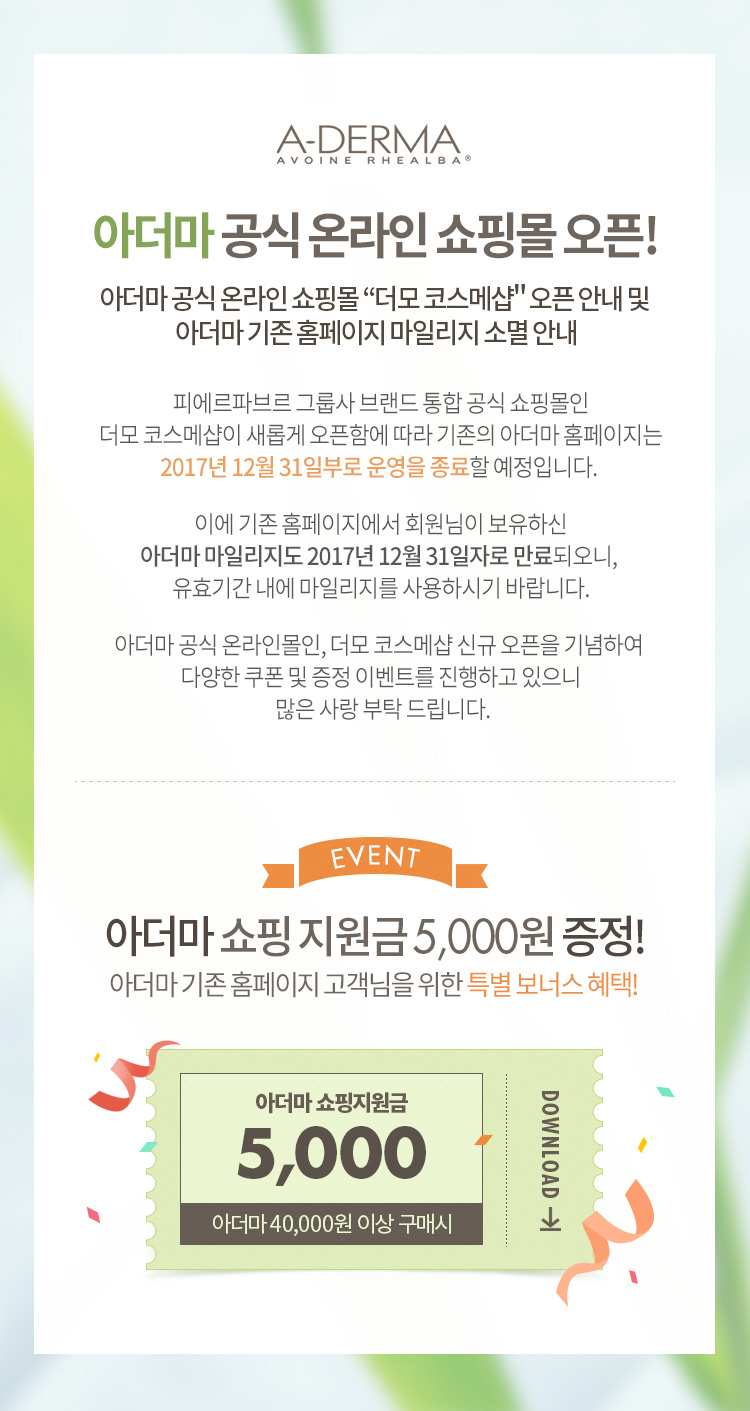 A-DERMA
AVOINE RHEALBA®
아더마 공식 온라인 쇼핑몰 오픈!
아더마 공식 온라인 쇼핑몰 “더모 코스메샵" 오픈 안내 및
아더마 기존 홈페이지 마일리지 소멸 안내
피에르파브르 그룹사 브랜드 통합 공식 쇼핑몰인
더모 코스메샵이 새롭게 오픈함에 따라 기존의 아더마 홈페이지는
2017년 12월 31일부로 운영을 종료할 예정입니다.
이에 기존 홈페이지에서 회원님이 보유하신
아더마 마일리지도 2017년 12월 31일자로 만료되오니,
유효기간 내에 마일리지를 사용하시기 바랍니다.
아더마 공식 온라인몰인, 더모 코스메샵 신규 오픈을 기념하여
다양한 쿠폰 및 증정 이벤트를 진행하고 있으니
많은 사랑 부탁 드립니다.
EVENT
아더마 쇼핑 지원금 5,000원 증정!
아더마 기존 홈페이지 고객님을 위한 특별 보너스 혜택!
아더마 쇼핑지원금
5,000
아더마 40,000원 이상 구매시
DOWNLOAD